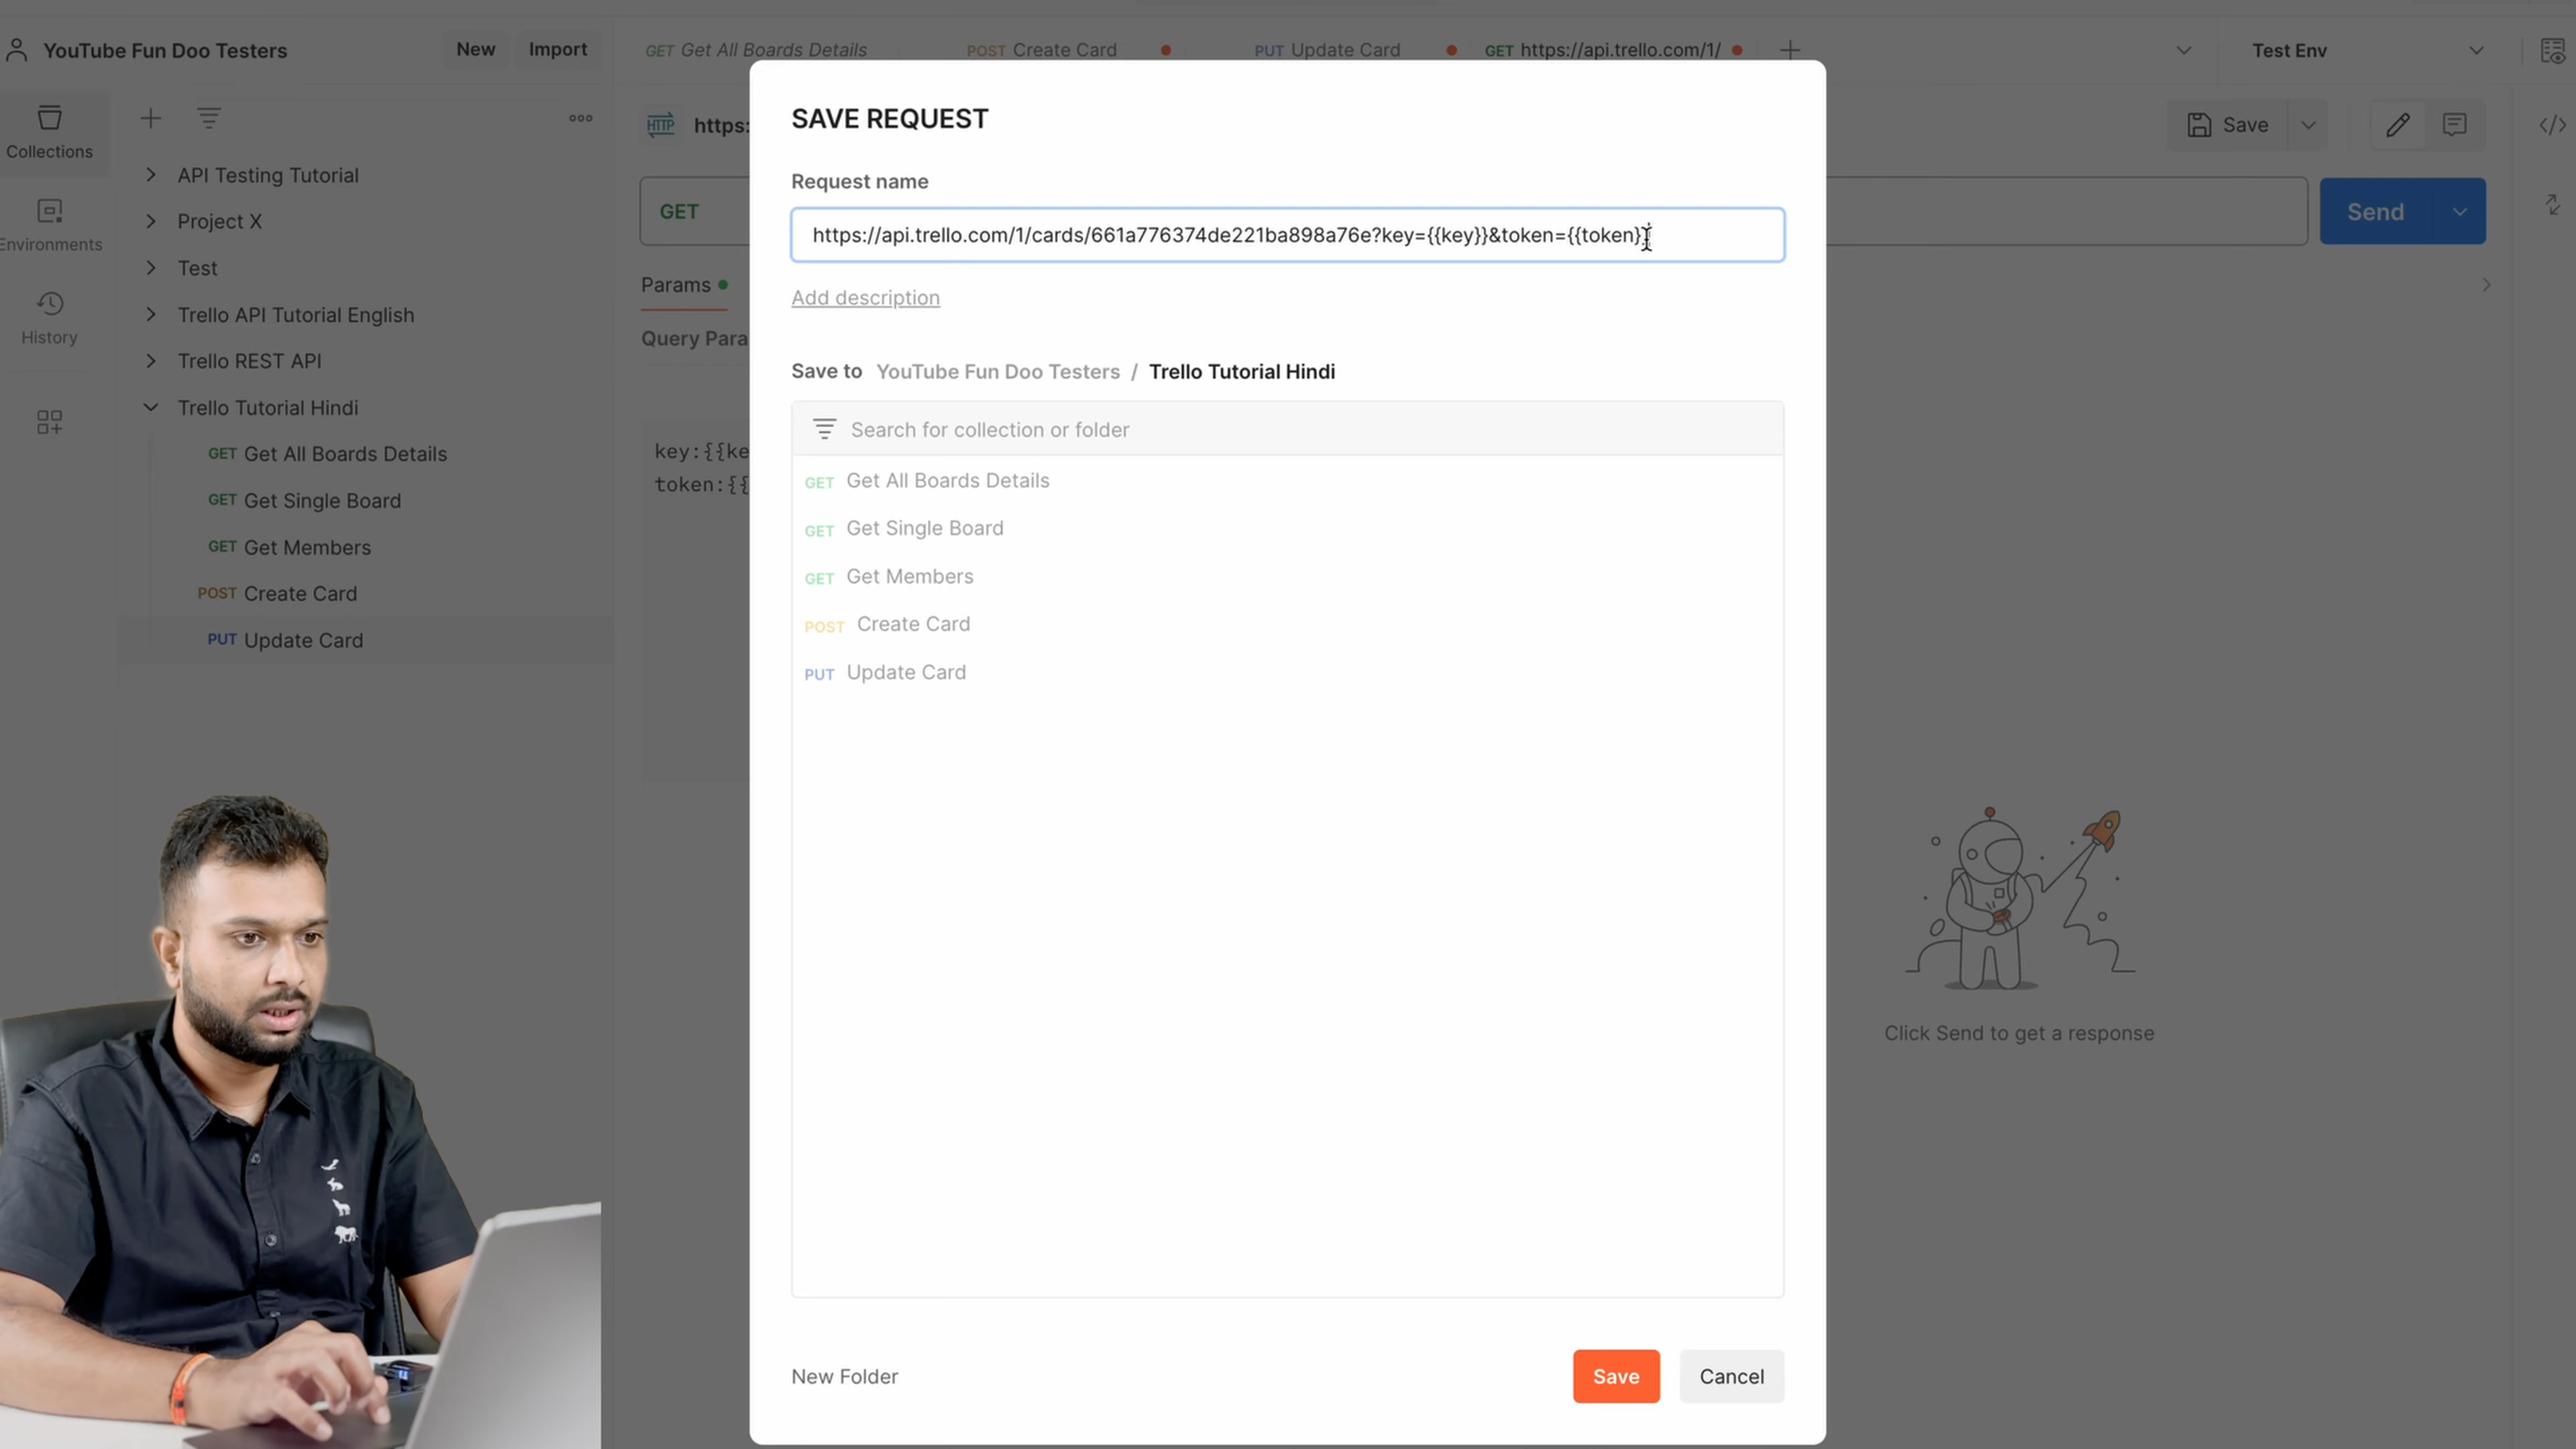 YouTube Fun Doo Testers
New
Import
GET Get All Boards Details
POST Create Card
PUT Update Card
GET https://api.trello.com/1/
Test Env
Collections
Environments
History
API Testing Tutorial
Project X
Test
Trello API Tutorial English
Trello REST API
Trello Tutorial Hindi
GET Get All Boards Details
GET Get Single Board
GET Get Members
POST Create Card
PUT Update Card
HTTP https:
Save
GET
Send
Params
Query Para
key:{{ke
token:{{
SAVE REQUEST
Request name
https://api.trello.com/1/cards/661a776374de221ba898a76e?key={{key}}&token={{token}}
Add description
Save to YouTube Fun Doo Testers / Trello Tutorial Hindi
Search for collection or folder
GET Get All Boards Details
GET Get Single Board
GET Get Members
POST Create Card
PUT Update Card
New Folder
Save
Cancel
Click Send to get a response